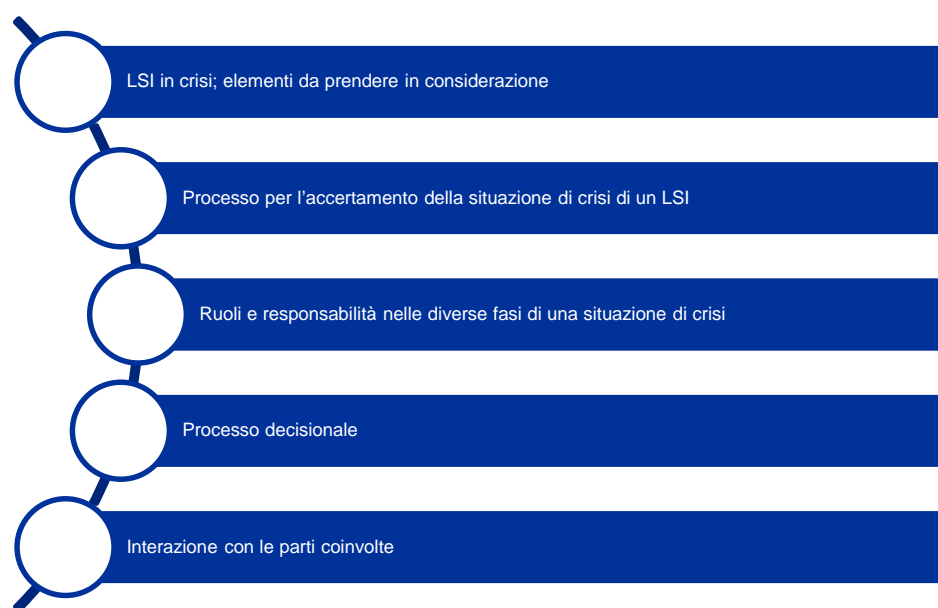 LSI in crisi; elementi da prendere in considerazione
Processo per l’accertamento della situazione di crisi di un LSI
Ruoli e responsabilità nelle diverse fasi di una situazione di crisi
Processo decisionale
Interazione con le parti coinvolte